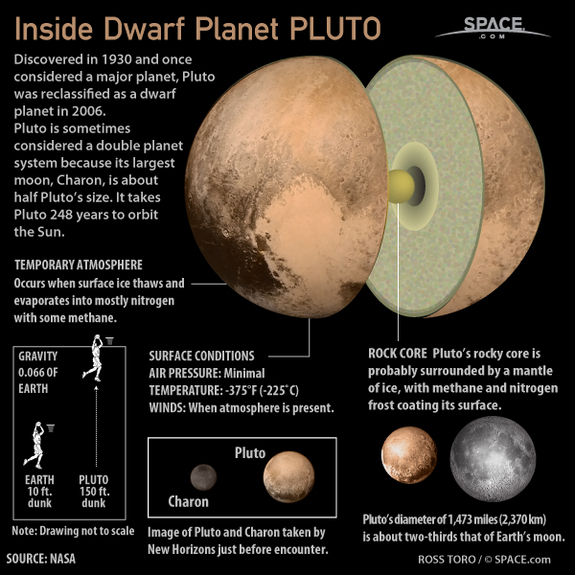 Inside Dwarf Planet PLUTO
SPACE
.COM
Discovered in 1930 and once
considered a major planet, Pluto
was reclassified as a dwarf
planet in 2006.
Pluto is sometimes
considered a double planet
system because its largest
moon, Charon, is about
half Pluto's size. It takes
Pluto 248 years to orbit
the Sun.
TEMPORARY ATMOSPHERE
Occurs when surface ice thaws and
evaporates into mostly nitrogen
with some methane.
GRAVITY
0.066 OF
EARTH
EARTH
10 ft.
dunk
PLUTO
150 ft.
dunk
Note: Drawing not to scale
SURFACE CONDITIONS
AIR PRESSURE: Minimal
TEMPERATURE: -375°F (-225°C)
WINDS: When atmosphere is present.
Pluto
Charon
Image of Pluto and Charon taken by
New Horizons just before encounter.
ROCK CORE Pluto's rocky core is
probably surrounded by a mantle
of ice, with methane and nitrogen
frost coating its surface.
Pluto's diameter of 1,473 miles (2,370 km)
is about two-thirds that of Earth's moon.
SOURCE: NASA
ROSS TORO / © SPACE.com